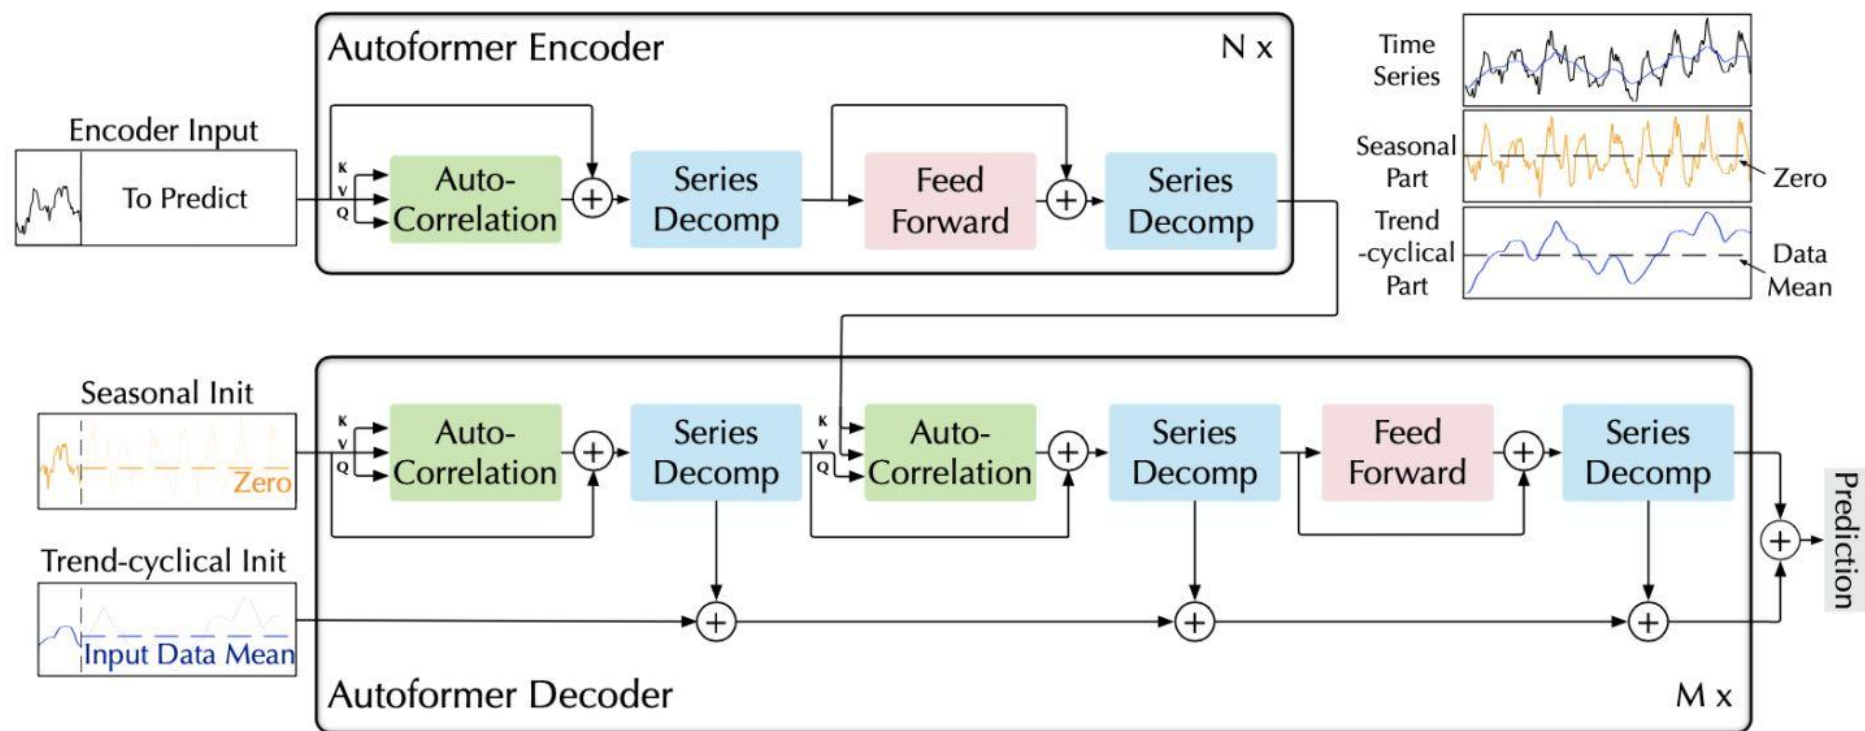 Autoformer Encoder
N x
Encoder Input
To Predict
K
V
Q
Auto-
Correlation
+
Series
Decomp
Feed
Forward
+
Series
Decomp
Time
Series
Seasonal
Part
Zero
Trend
-cyclical
Part
Data
Mean
Seasonal Init
Zero
K
V
Q
Auto-
Correlation
+
Series
Decomp
K
V
Q
Auto-
Correlation
+
Series
Decomp
Feed
Forward
+
Series
Decomp
+
Prediction
Trend-cyclical Init
Input Data Mean
+
+
+
Autoformer Decoder
M x